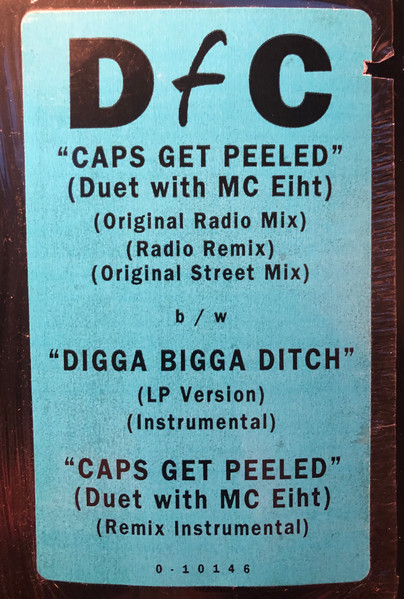 DfC
“CAPS GET PEELED”
(Duet with MC Eiht)
(Original Radio Mix)
(Radio Remix)
(Original Street Mix)
b / w
“DIGGA BIGGA DITCH”
(LP Version)
(Instrumental)
“CAPS GET PEELED”
(Duet with MC Eiht)
(Remix Instrumental)
0-10146